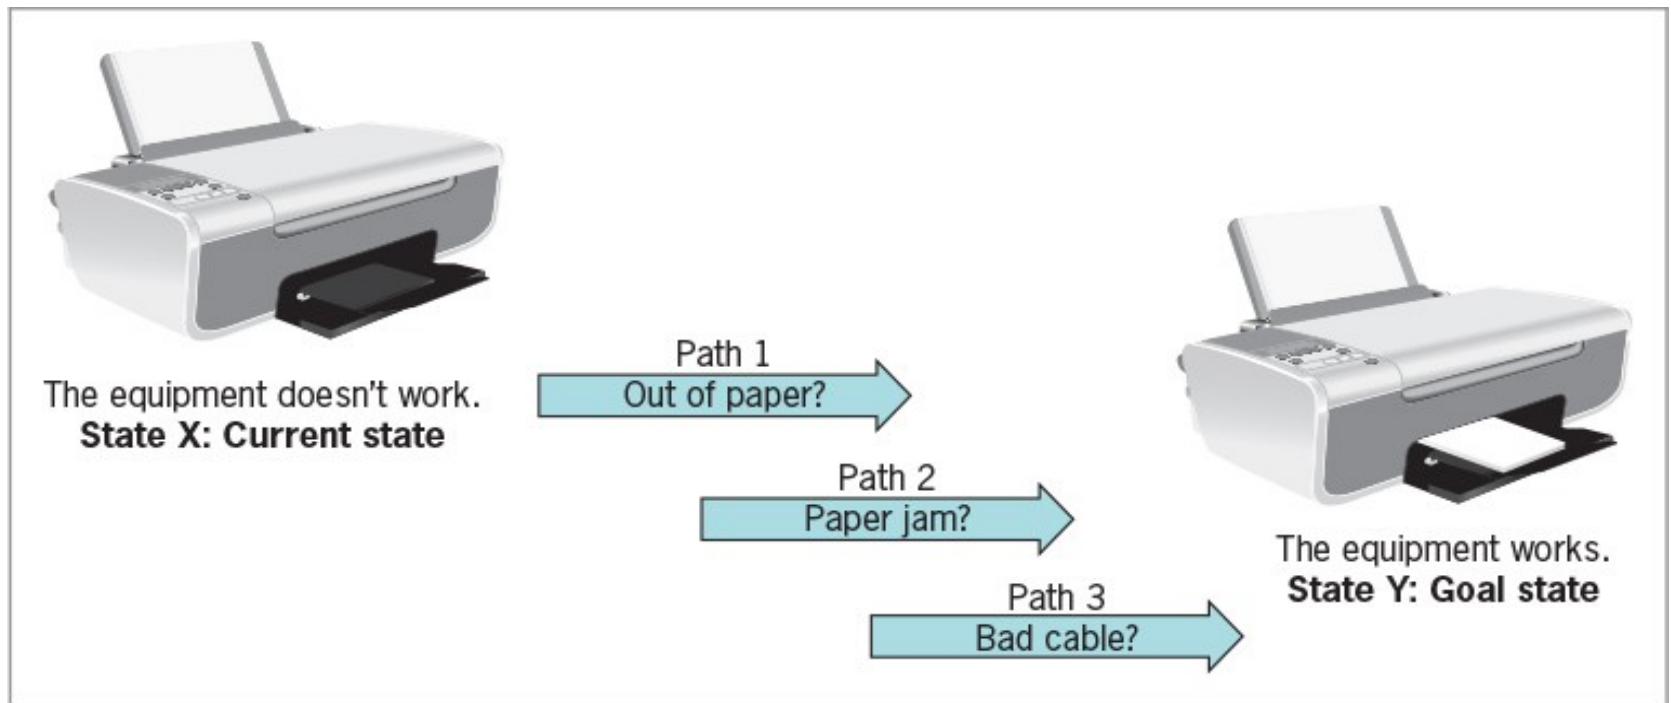 The equipment doesn't work.
State X: Current state
Path 1
Out of paper?
Path 2
Paper jam?
Path 3
Bad cable?
The equipment works.
State Y: Goal state